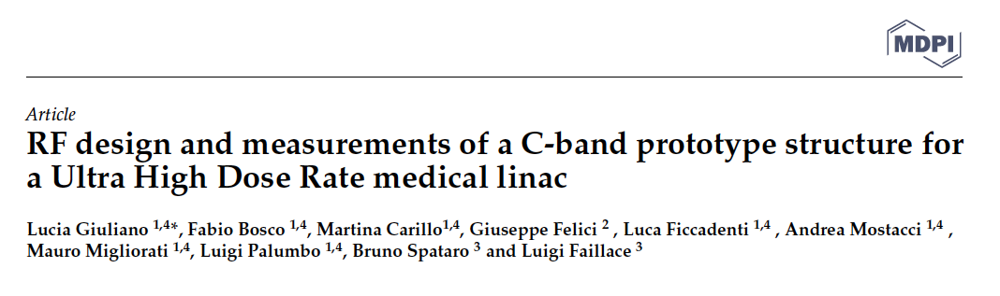 MDPI
Article
RF design and measurements of a C-band prototype structure for
a Ultra High Dose Rate medical linac
Lucia Giuliano 1,4*, Fabio Bosco 1,4, Martina Carillo1,4, Giuseppe Felici 2 , Luca Ficcadenti 1,4 , Andrea Mostacci 1,4 ,
Mauro Migliorati 1,4, Luigi Palumbo 1,4, Bruno Spataro 3 and Luigi Faillace 3